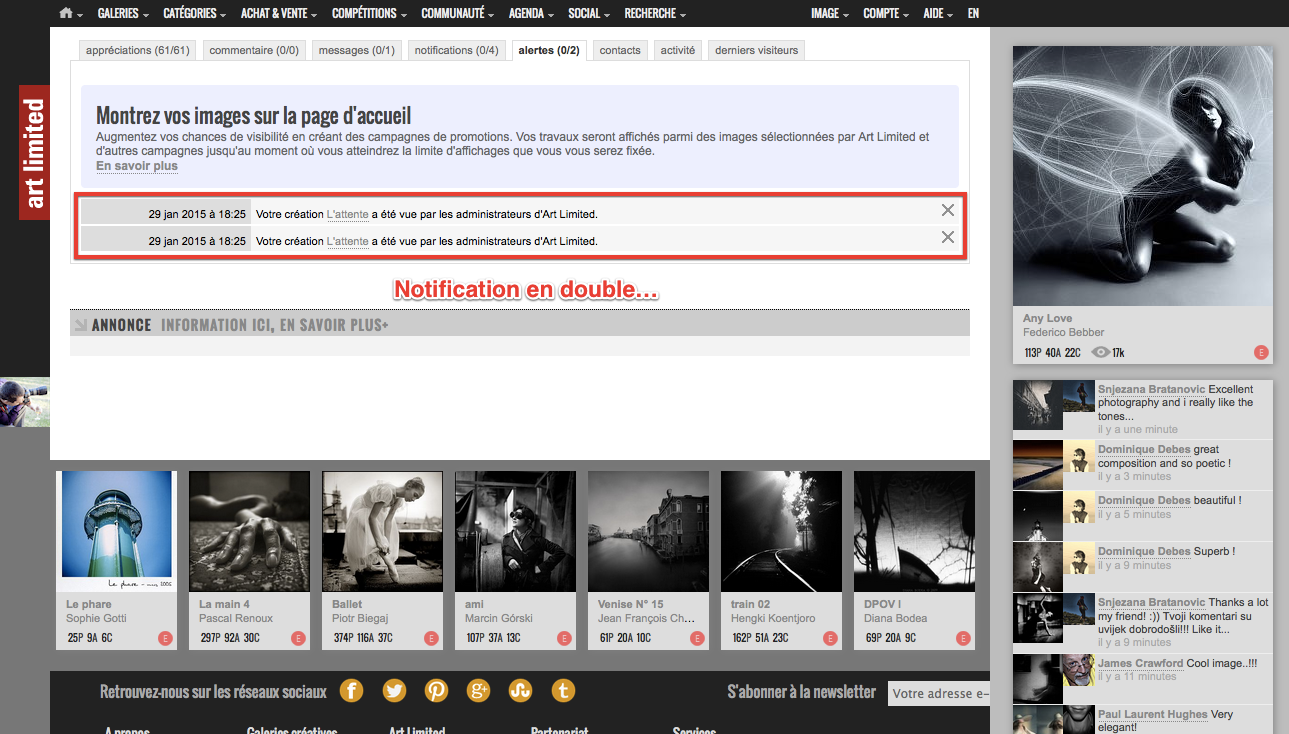 GALERIES CATÉGORIES ACHAT & VENTE COMPÉTITIONS COMMUNAUTÉ AGENDA SOCIAL RECHERCHE IMAGE COMPTE AIDE EN
art limited
appréciations (61/61) commentaire (0/0) messages (0/1) notifications (0/4) alertes (0/2) contacts activité derniers visiteurs
Montrez vos images sur la page d'accueil
Augmentez vos chances de visibilité en créant des campagnes de promotions. Vos travaux seront affichés parmi des images sélectionnées par Art Limited et
d'autres campagnes jusqu'au moment où vous atteindrez la limite d'affichages que vous vous serez fixée.
En savoir plus
29 jan 2015 à 18:25 Votre création L'attente a été vue par les administrateurs d'Art Limited.
29 jan 2015 à 18:25 Votre création L'attente a été vue par les administrateurs d'Art Limited.
Notification en double...
ANNONCE INFORMATION ICI, EN SAVOIR PLUS+
Le phare - mars 2005
Le phare
Sophie Gotti
25P 9A 6C E
La main 4
Pascal Renoux
297P 92A 30C E
Ballet
Piotr Biegaj
374P 116A 37C E
ami
Marcin Górski
107P 37A 13C E
Venise N° 15
Jean François Ch...
61P 20A 10C E
train 02
Hengki Koentjoro
162P 51A 23C E
DPOV I
Diana Bodea
69P 20A 9C E
Any Love
Federico Bebber
113P 40A 22C 17k E
Snjezana Bratanovic Excellent
photography and i really like the
tones...
il y a une minute
Dominique Debes great
composition and so poetic !
il y a 3 minutes
Dominique Debes beautiful !
il y a 5 minutes
Dominique Debes Superb !
il y a 9 minutes
Snjezana Bratanovic Thanks a lot
my friend! :)) Tvoji komentari su
uvijek dobrodošli!!! Like it...
il y a 9 minutes
James Crawford Cool image..!!!
il y a 11 minutes
Paul Laurent Hughes Very
elegant!
Retrouvez-nous sur les réseaux sociaux f g+ t S'abonner à la newsletter Votre adresse e-
A propos Galeries créatives Art Limited Partenariat Services